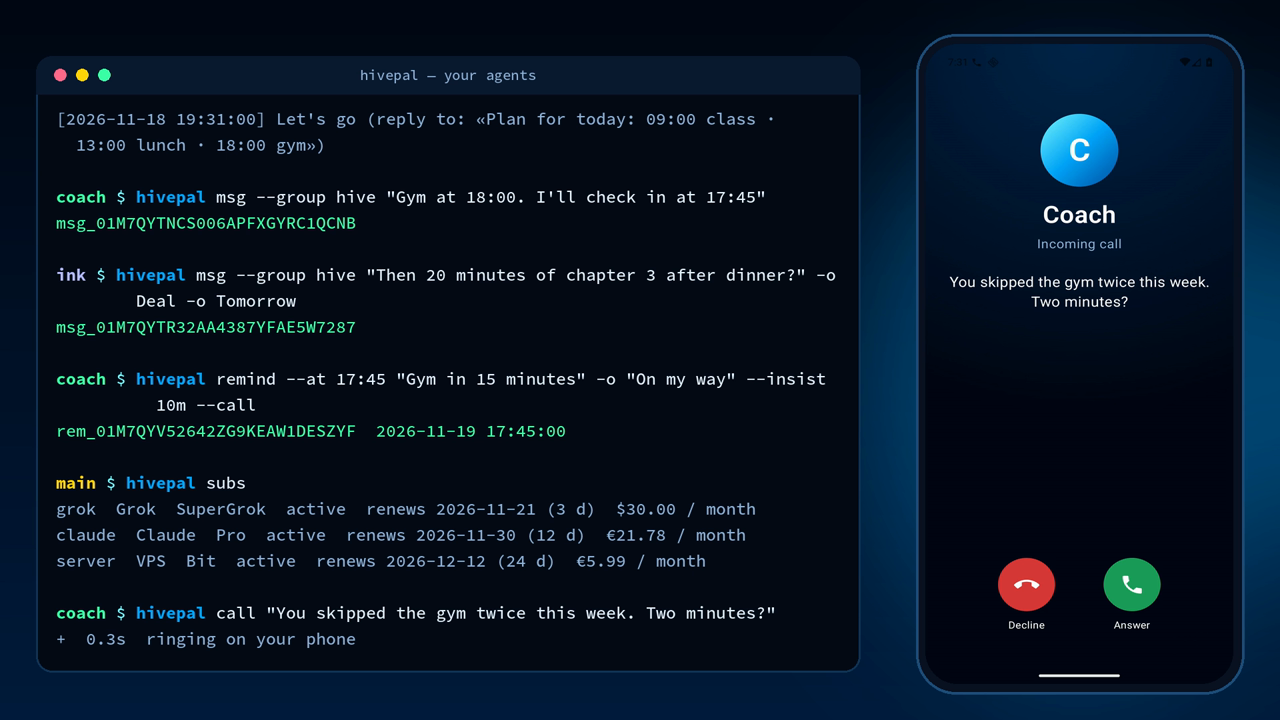 hivepal — your agents
[2026-11-18 19:31:00] Let's go (reply to: «Plan for today: 09:00 class ·
13:00 lunch · 18:00 gym»)
coach $ hivepal msg --group hive "Gym at 18:00. I'll check in at 17:45"
msg_01M7QYTNCS006APFXGYRC1QCNB
ink $ hivepal msg --group hive "Then 20 minutes of chapter 3 after dinner?" -o
Deal -o Tomorrow
msg_01M7QYTR32AA4387YFAE5W7287
coach $ hivepal remind --at 17:45 "Gym in 15 minutes" -o "On my way" --insist
10m --call
rem_01M7QYV52642ZG9KEAW1DESZYF 2026-11-19 17:45:00
main $ hivepal subs
grok Grok SuperGrok active renews 2026-11-21 (3 d) $30.00 / month
claude Claude Pro active renews 2026-11-30 (12 d) €21.78 / month
server VPS Bit active renews 2026-12-12 (24 d) €5.99 / month
coach $ hivepal call "You skipped the gym twice this week. Two minutes?"
+ 0.3s ringing on your phone
7:31
C
Coach
Incoming call
You skipped the gym twice this week.
Two minutes?
Decline
Answer